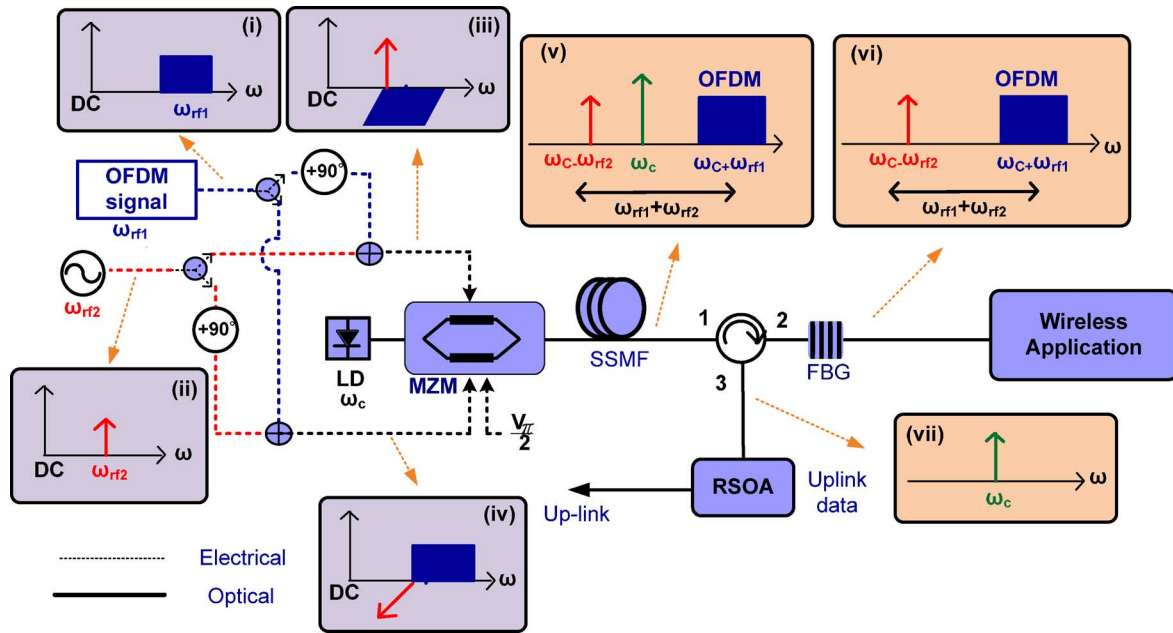 (i)
DC
ω
ωrf1
(iii)
DC
ω
(v)
OFDM
ωC-ωrf2
ωc
ωC+ωrf1
ωrf1+ωrf2
(vi)
OFDM
ω
ωC-ωrf2
ωC+ωrf1
ωrf1+ωrf2
OFDM
signal
ωrf1
+90°
ωrf2
+90°
LD
ωc
MZM
Vπ
2
SSMF
1
2
3
FBG
Wireless
Application
(ii)
DC
ω
ωrf2
(iv)
DC
ω
RSOA
Up-link
Uplink
data
(vii)
ω
ωc
Electrical
Optical